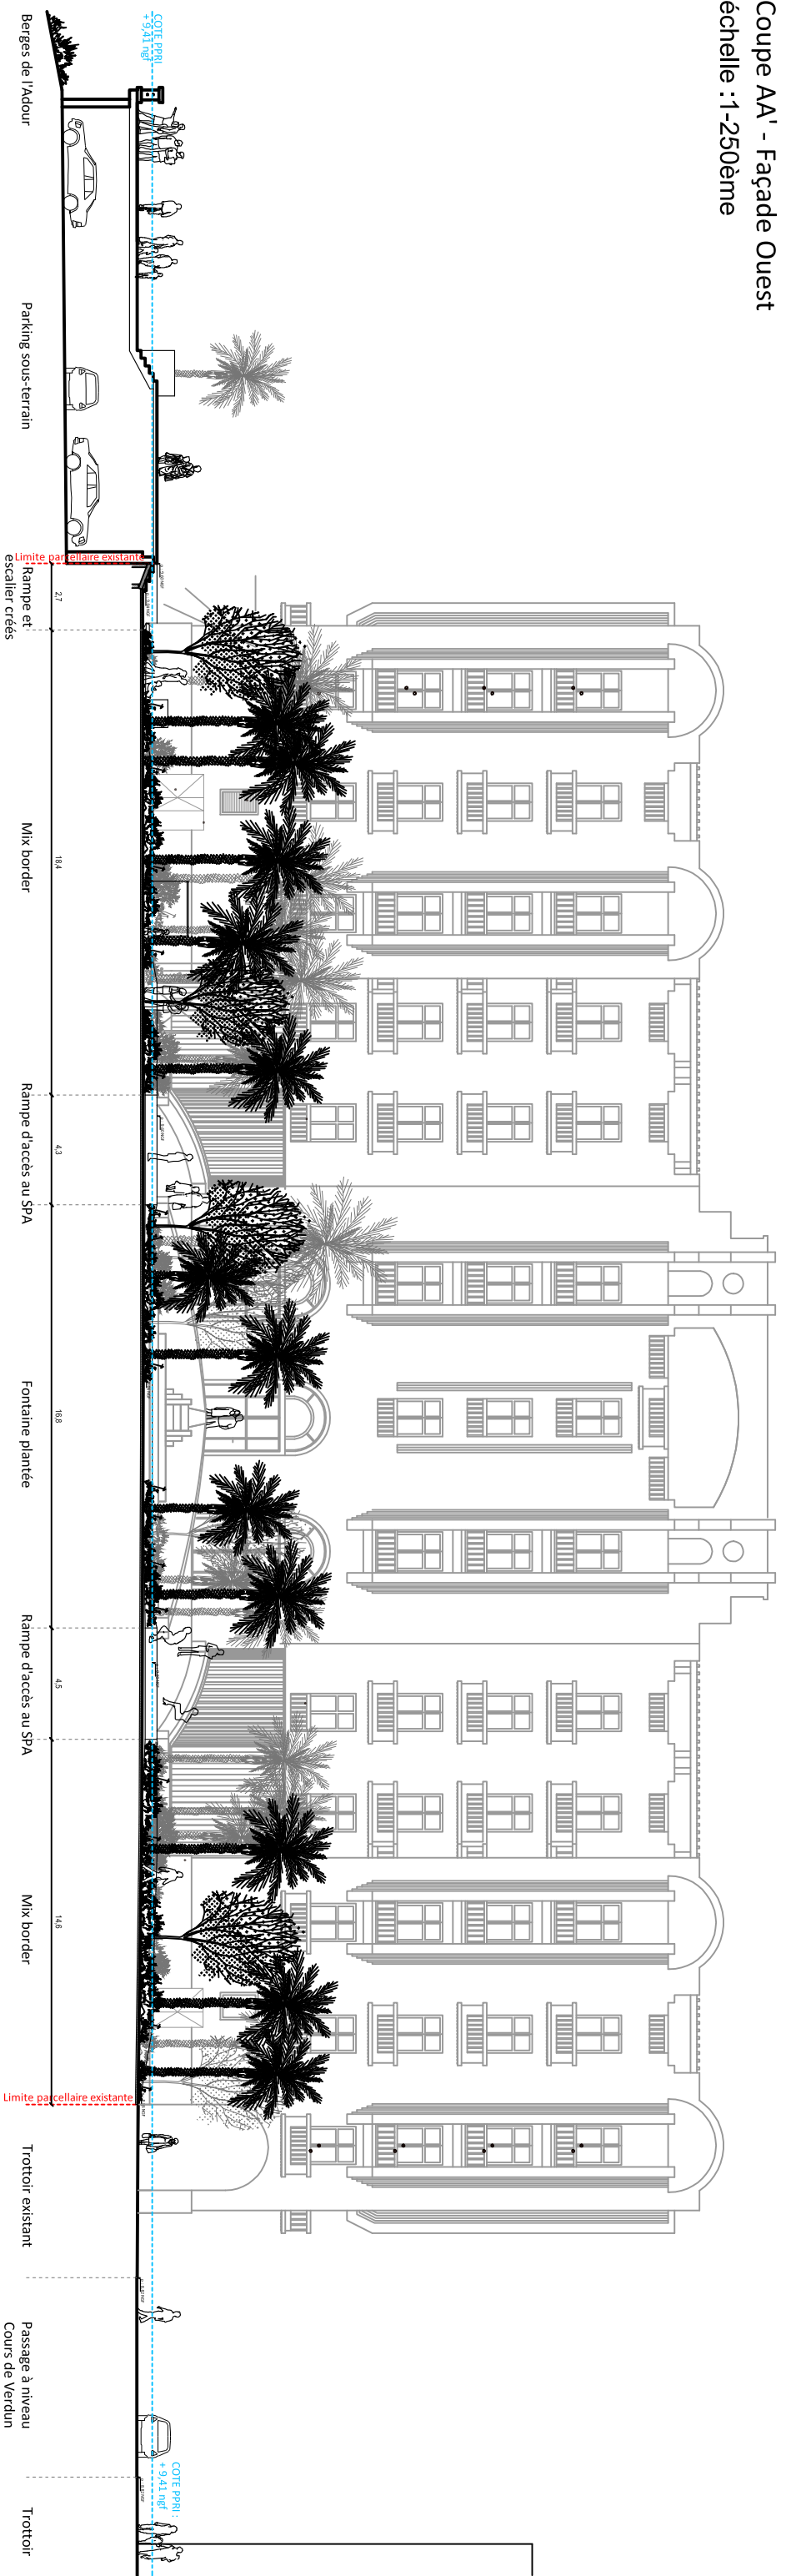 Coupe AA' - Façade Ouest
échelle :1-250ème
COTE PPRI
+ 9,41 ngf
Berges de l'Adour
Parking sous-terrain
Limite parcellaire existante
Rampe et
escalier créés
2,7
Mix border
18,4
Rampe d'accès au SPA
4,3
Fontaine plantée
16,8
Rampe d'accès au SPA
4,5
Mix border
14,6
Limite parcellaire existante
Trottoir existant
Passage à niveau
Cours de Verdun
COTE PPRI :
+ 9,41 ngf
Trottoir